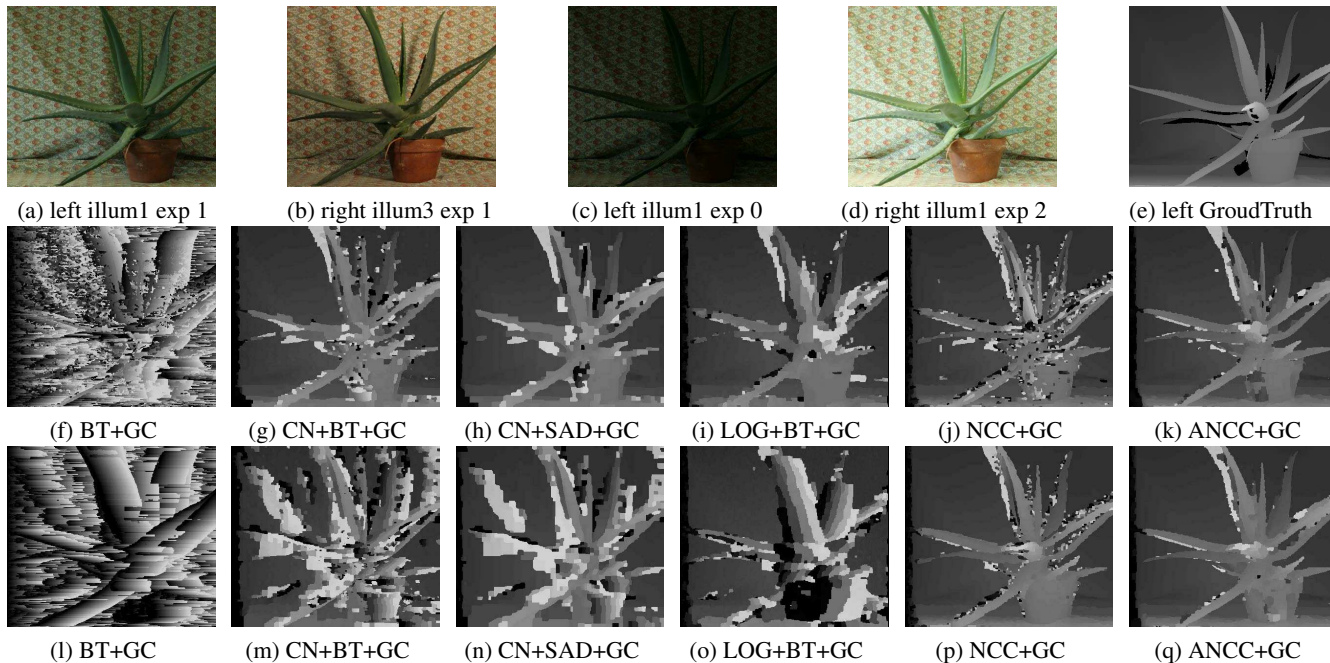 (a) left illum1 exp 1 (b) right illum3 exp 1 (c) left illum1 exp 0 (d) right illum1 exp 2 (e) left GroudTruth
(f) BT+GC (g) CN+BT+GC (h) CN+SAD+GC (i) LOG+BT+GC (j) NCC+GC (k) ANCC+GC
(l) BT+GC (m) CN+BT+GC (n) CN+SAD+GC (o) LOG+BT+GC (p) NCC+GC (q) ANCC+GC